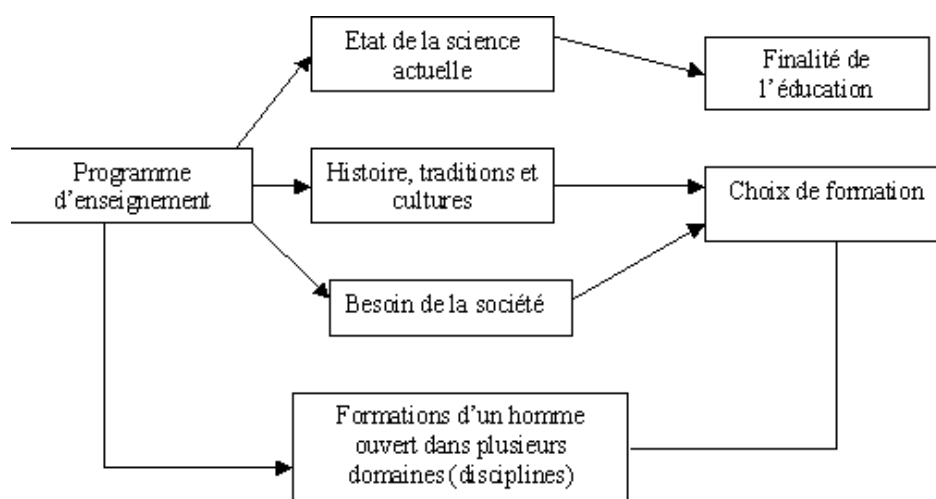 Etat de la science
actuelle
Finalité de
l'éducation
Programme
d'enseignement
Histoire, traditions et
cultures
Choix de formation
Besoin de la société
Formations d'un homme
ouvert dans plusieurs
domaines (disciplines)